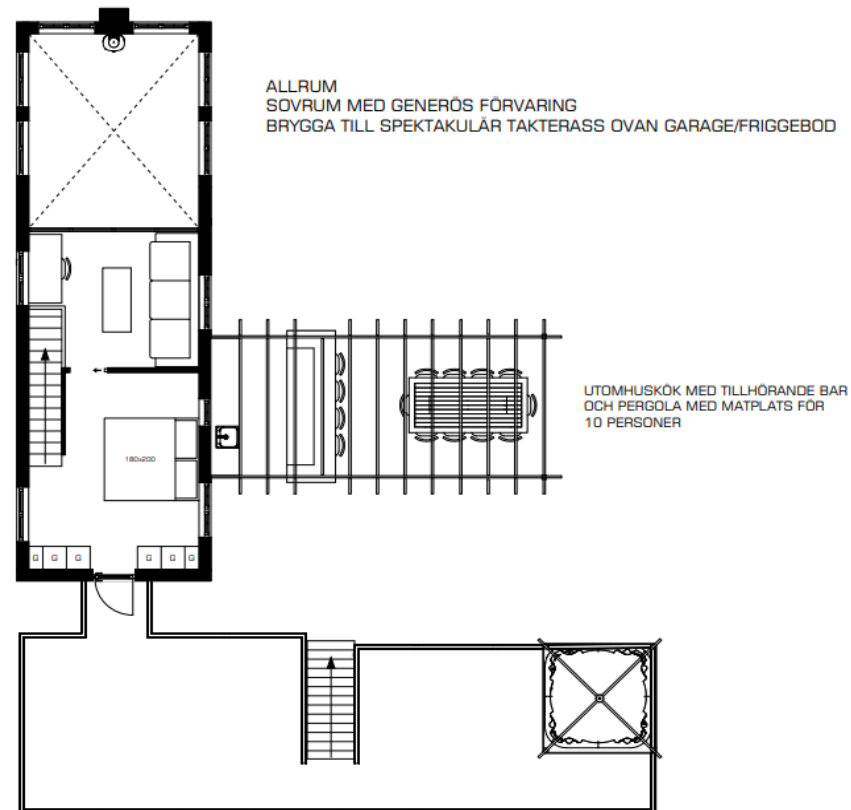 ALLRUM
SOVRUM MED GENERÖS FÖRVARING
BRYGGA TILL SPEKTAKULÄR TAKTERASS OVAN GARAGE/FRIGGEBOD
UTOMHUSKÖK MED TILLHÖRANDE BAR
OCH PERGOLA MED MATPLATS FÖR
10 PERSONER
180x200
G G G G G G